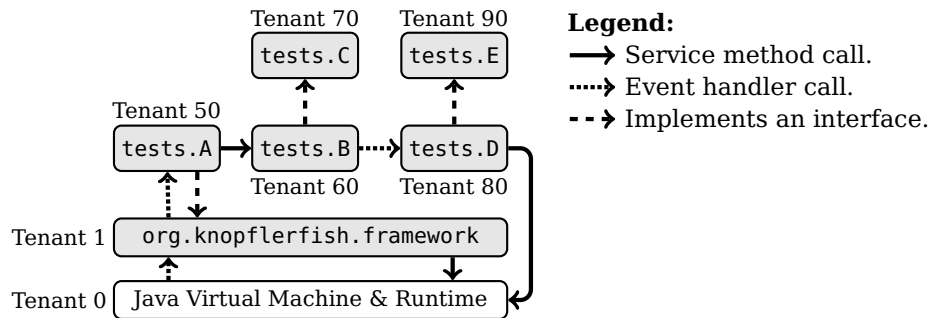 Tenant 70
Tenant 90
Legend:
tests.C
tests.E
Service method call.
Event handler call.
Implements an interface.
Tenant 50
tests.A
tests.B
tests.D
Tenant 60
Tenant 80
Tenant 1
org.knopflerfish.framework
Tenant 0
Java Virtual Machine & Runtime